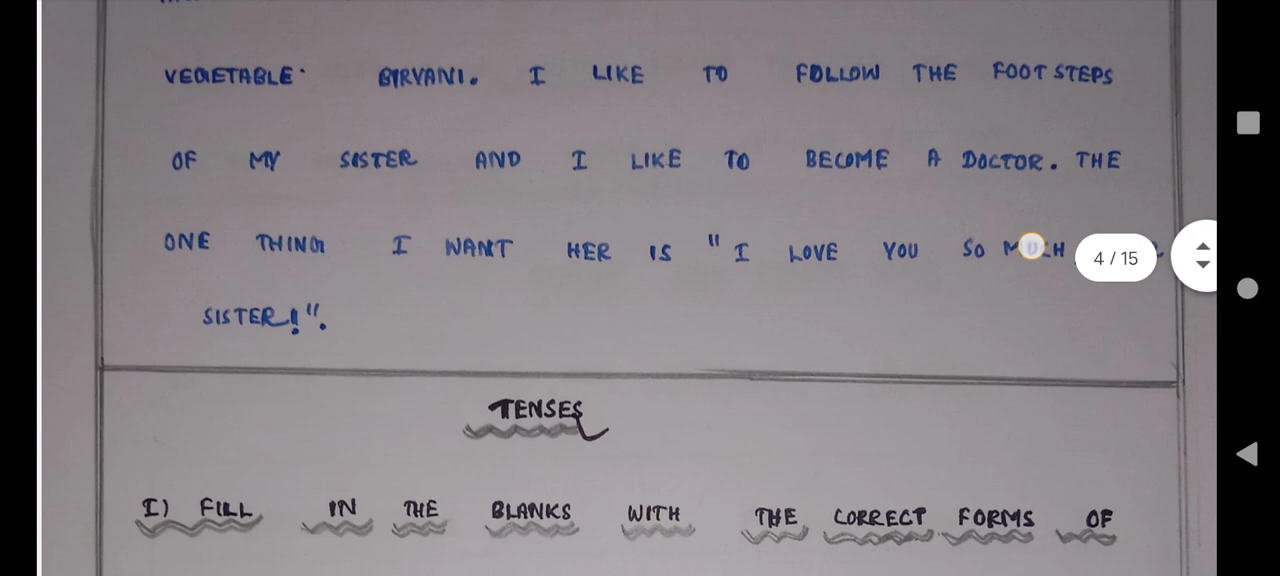 VEGETABLE BIRYANI. I LIKE TO FOLLOW THE FOOT STEPS
OF MY SISTER AND I LIKE TO BECOME A DOCTOR. THE
ONE THING I WANT HER IS "I LOVE YOU SO MUCH
4 / 15
SISTER!".
TENSES
I) FILL IN THE BLANKS WITH THE CORRECT FORMS OF